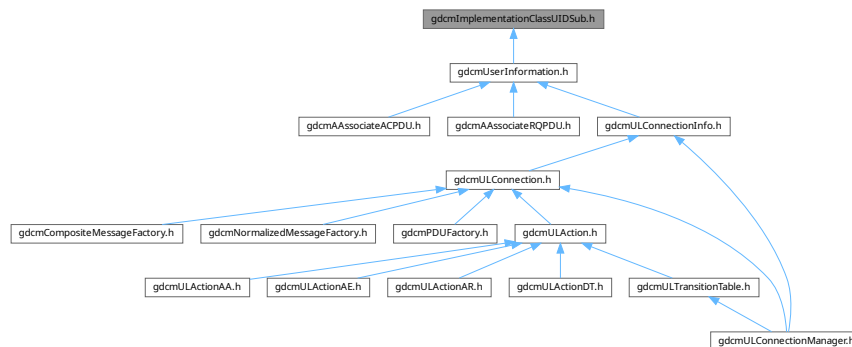 gdcmImplementationClassUIDSub.h
gdcmUserInformation.h
gdcmAAssociateACPDU.h
gdcmAAssociateRQPDU.h
gdcmULConnectionInfo.h
gdcmULConnection.h
gdcmCompositeMessageFactory.h
gdcmNormalizedMessageFactory.h
gdcmPDUFactory.h
gdcmULAction.h
gdcmULActionAA.h
gdcmULActionAE.h
gdcmULActionAR.h
gdcmULActionDT.h
gdcmULTransitionTable.h
gdcmULConnectionManager.h